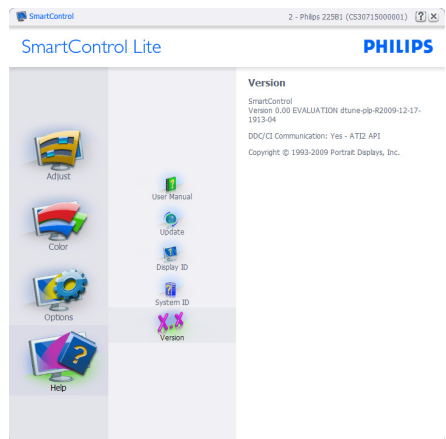 SmartControl
2 - Philips 225B1 (CS30715000001)
?
×
SmartControl Lite
PHILIPS
Version
SmartControl
Version 0.00 EVALUATION dtune-plp-R2009-12-17-
1913-04
DDC/CI Communication: Yes - ATI2 API
Copyright © 1993-2009 Portrait Displays, Inc.
Adjust
Color
Options
?
Help
?
User Manual
Update
Display ID
?
System ID
X.X
Version